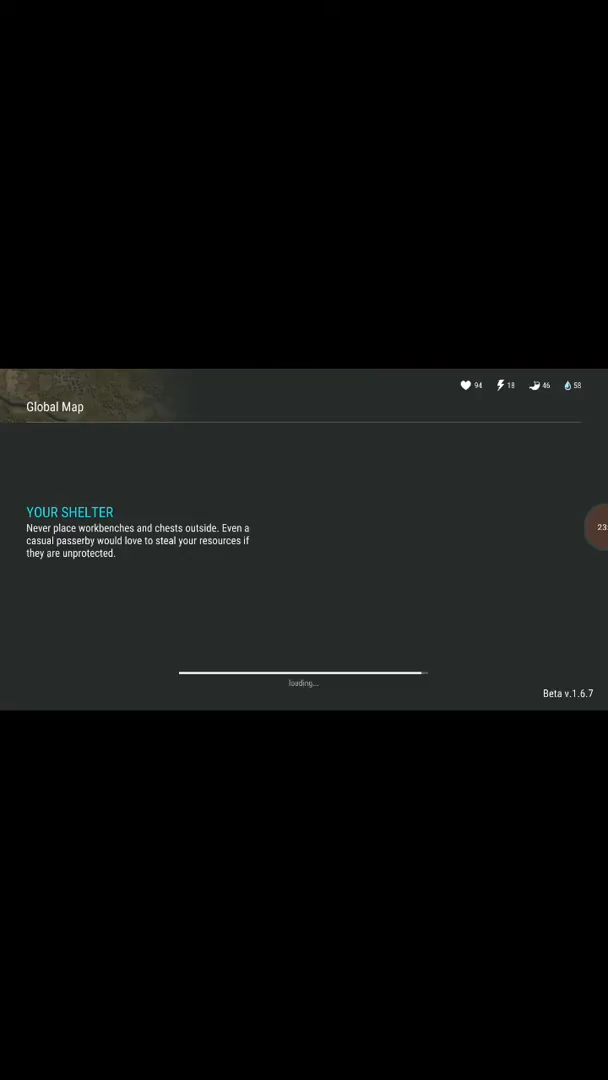 94 18 46 58
Global Map
YOUR SHELTER
Never place workbenches and chests outside. Even a
casual passerby would love to steal your resources if
they are unprotected.
23:
loading...
Beta v.1.6.7